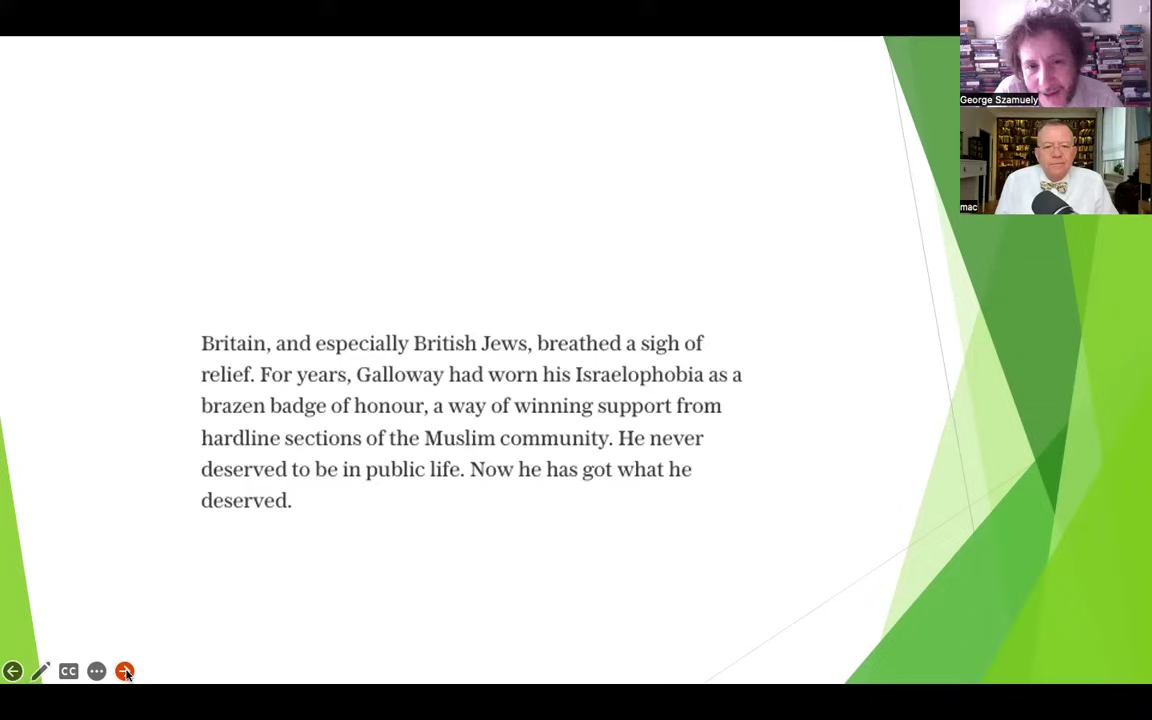 George Szamuely
mac
Britain, and especially British Jews, breathed a sigh of
relief. For years, Galloway had worn his Israelophobia as a
brazen badge of honour, a way of winning support from
hardline sections of the Muslim community. He never
deserved to be in public life. Now he has got what he
deserved.
CC